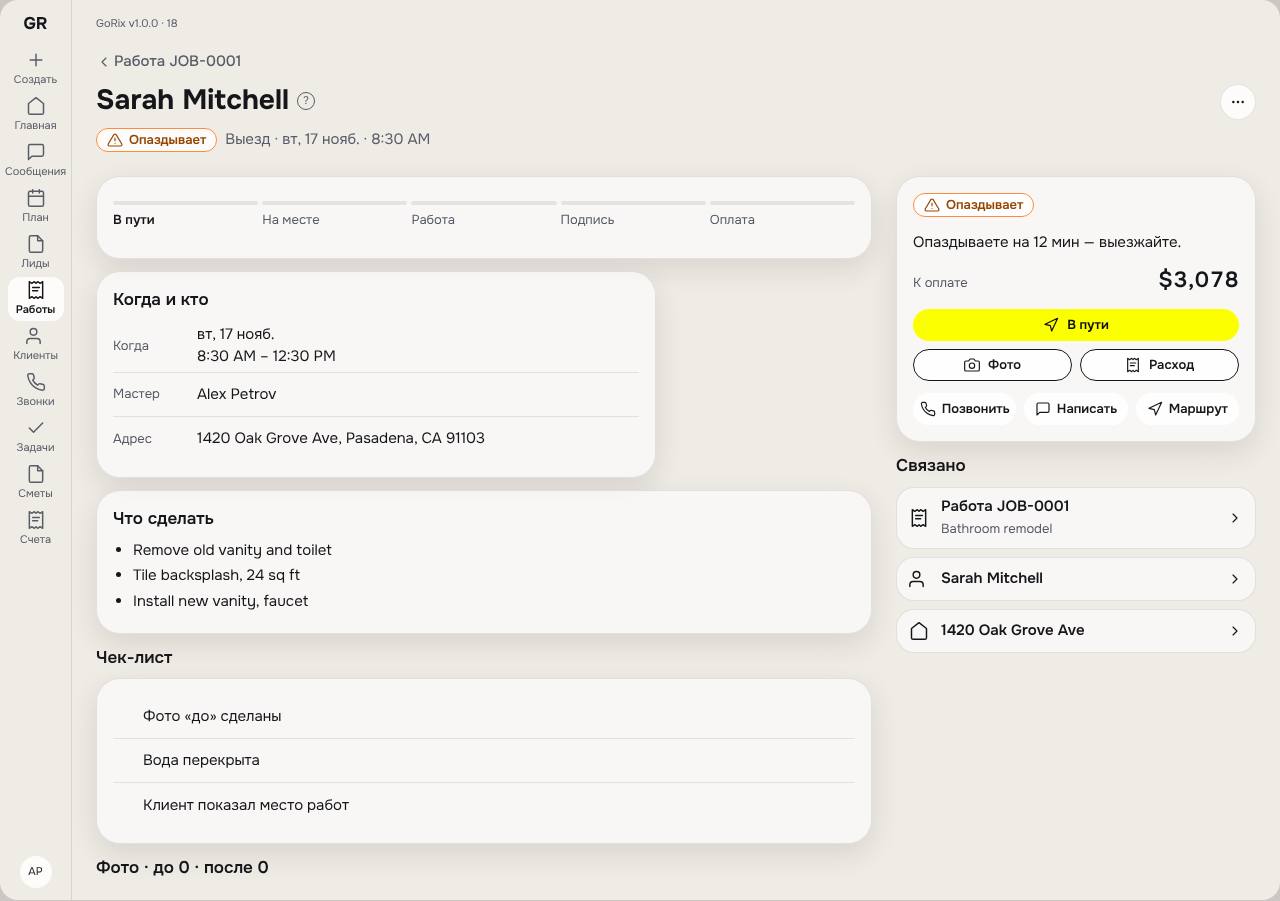 GR
Создать
Главная
Сообщения
План
Лиды
Работы
Клиенты
Звонки
Задачи
Сметы
Счета
AP
GoRix v1.0.0 · 18
Работа JOB-0001
Sarah Mitchell ?
Опаздывает Выезд · вт, 17 нояб. · 8:30 AM
В пути На месте Работа Подпись Оплата
Когда и кто
Когда вт, 17 нояб.
8:30 AM – 12:30 PM
Мастер Alex Petrov
Адрес 1420 Oak Grove Ave, Pasadena, CA 91103
Что сделать
• Remove old vanity and toilet
• Tile backsplash, 24 sq ft
• Install new vanity, faucet
Чек-лист
Фото «до» сделаны
Вода перекрыта
Клиент показал место работ
Фото · до 0 · после 0
Опаздывает
Опаздываете на 12 мин — выезжайте.
К оплате $3,078
В пути
Фото Расход
Позвонить Написать Маршрут
Связано
Работа JOB-0001
Bathroom remodel
Sarah Mitchell
1420 Oak Grove Ave